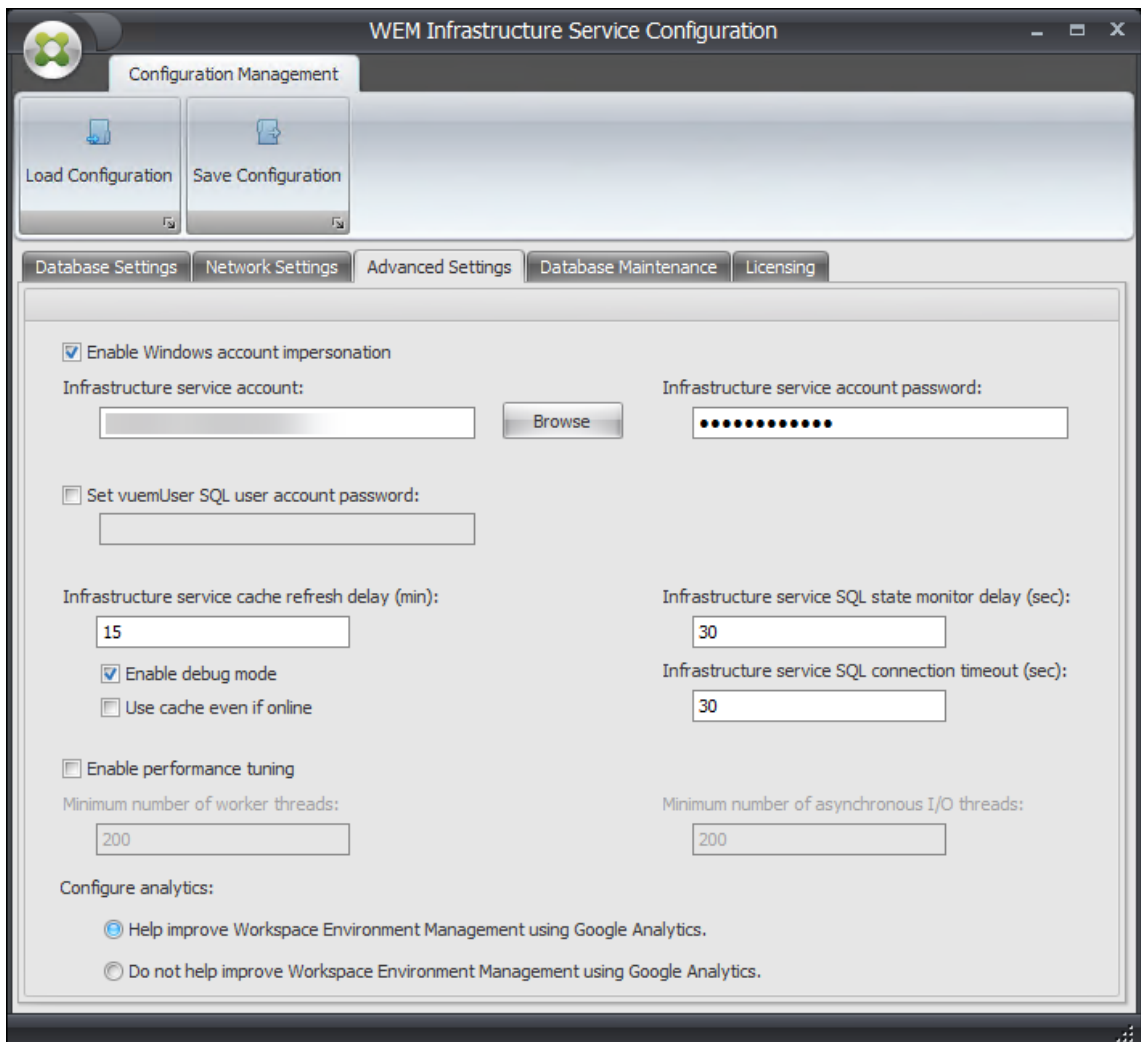 WEM Infrastructure Service Configuration
Configuration Management
Load Configuration
Save Configuration
Database Settings
Network Settings
Advanced Settings
Database Maintenance
Licensing
Enable Windows account impersonation
Infrastructure service account:
Infrastructure service account password:
Browse
••••••••••••
Set vuemUser SQL user account password:
Infrastructure service cache refresh delay (min):
Infrastructure service SQL state monitor delay (sec):
15
30
Enable debug mode
Infrastructure service SQL connection timeout (sec):
Use cache even if online
30
Enable performance tuning
Minimum number of worker threads:
Minimum number of asynchronous I/O threads:
200
200
Configure analytics:
Help improve Workspace Environment Management using Google Analytics.
Do not help improve Workspace Environment Management using Google Analytics.